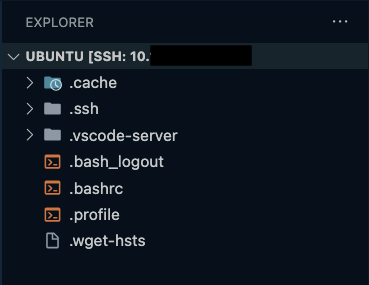 EXPLORER ...
UBUNTU [SSH: 10.
.cache
.ssh
.vscode-server
.bash_logout
.bashrc
.profile
.wget-hsts